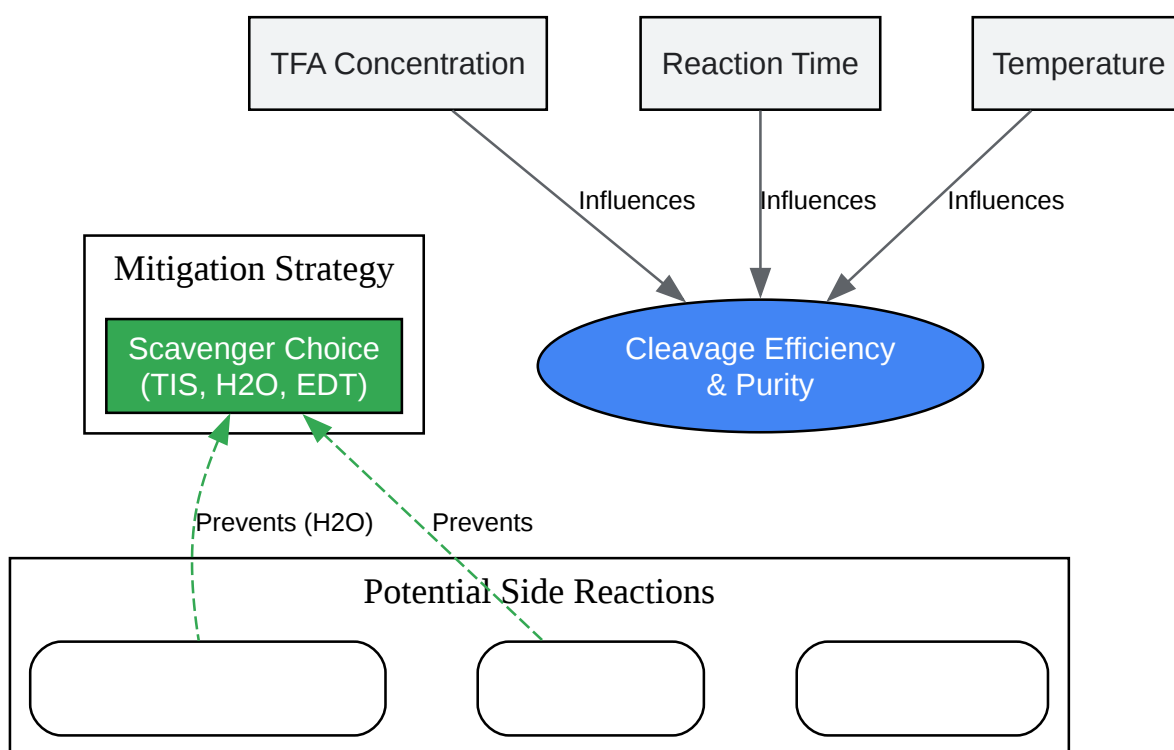 TFA Concentration
Reaction Time
Temperature
Influences
Influences
Influences
Mitigation Strategy
Scavenger Choice
(TIS, H2O, EDT)
Cleavage Efficiency
& Purity
Prevents (H2O)
Prevents
Potential Side Reactions